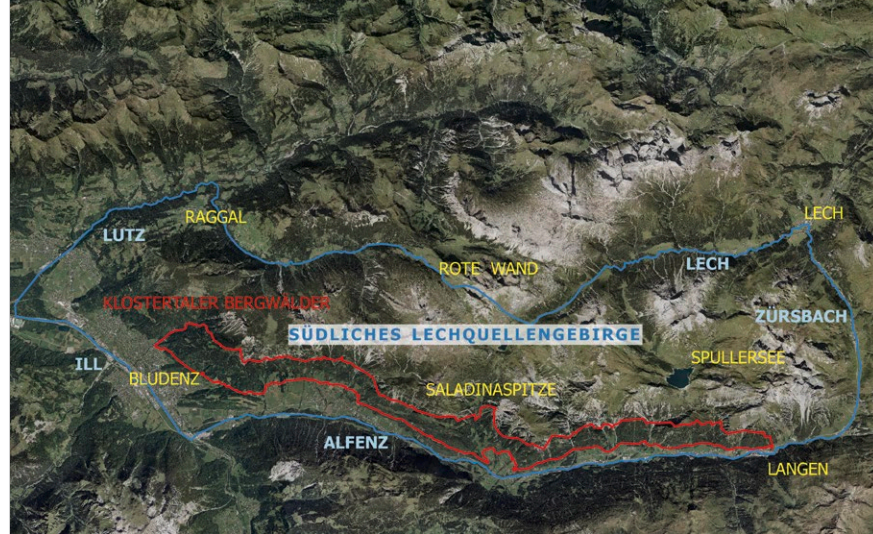 RAGGAL
LECH
LUTZ
ROTE WAND
LECH
KLOSTERTALER BERGWÄLDER
ZÜRSBACH
SÜDLICHES LECHQUELLENGEBIRGE
SPULLERSEE
ILL
BLUDENZ
SALADINASPITZE
ALFENZ
LANGEN